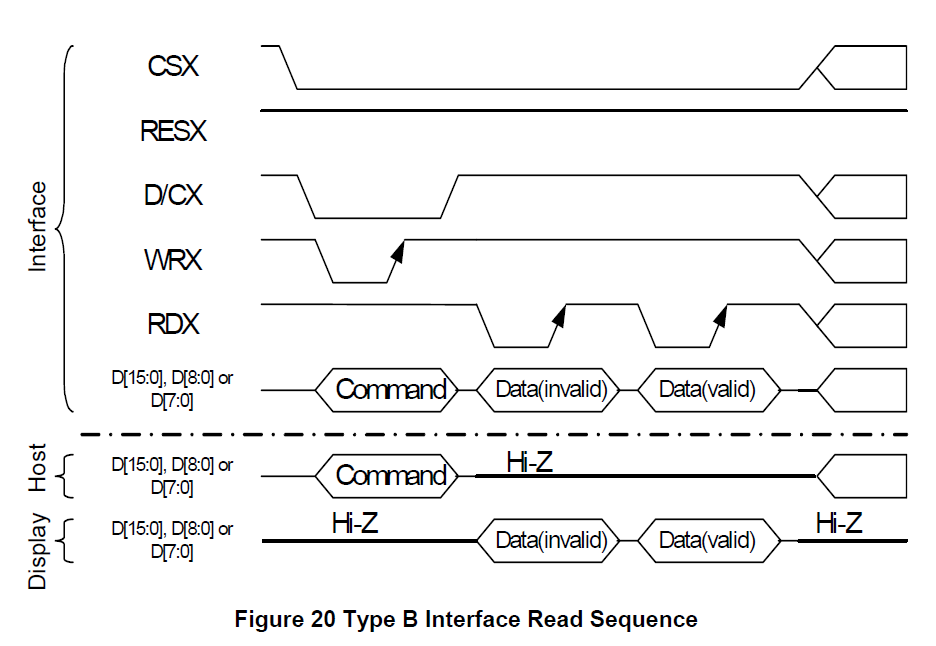 Interface
CSX
RESX
D/CX
WRX
RDX
D[15:0], D[8:0] or
D[7:0]
Command
Data(invalid)
Data(valid)
Host
D[15:0], D[8:0] or
D[7:0]
Command
Hi-Z
Display
D[15:0], D[8:0] or
D[7:0]
Hi-Z
Data(invalid)
Data(valid)
Hi-Z
Figure 20 Type B Interface Read Sequence